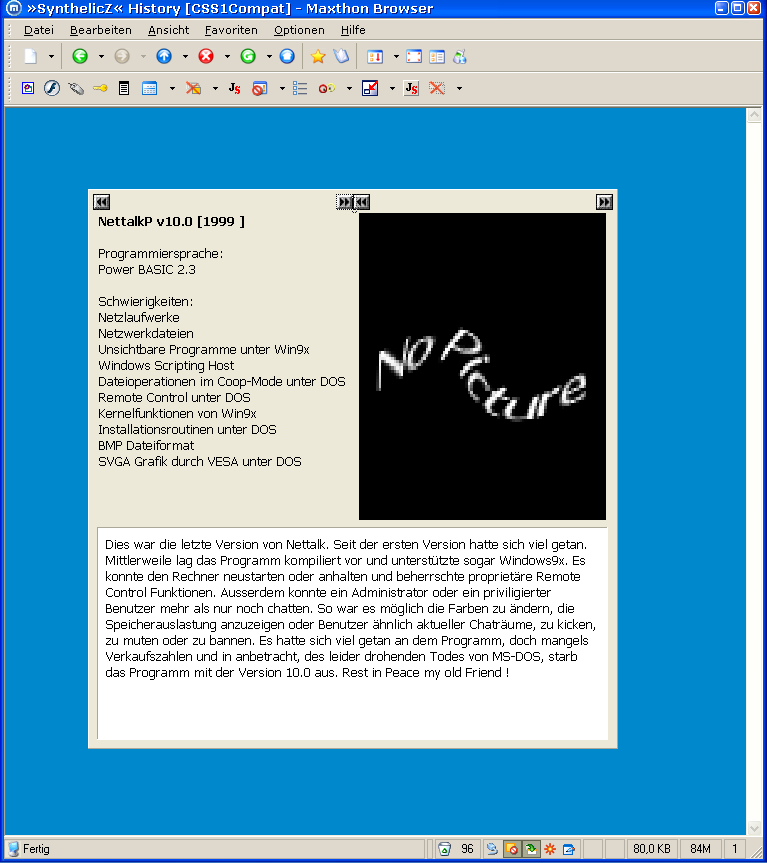 »SynthelicZ« History [CSS1Compat] - Maxthon Browser
Datei Bearbeiten Ansicht Favoriten Optionen Hilfe
NettalkP v10.0 [1999 ]
Programmiersprache:
Power BASIC 2.3
Schwierigkeiten:
Netzlaufwerke
Netzwerkdateien
Unsichtbare Programme unter Win9x
Windows Scripting Host
Dateioperationen im Coop-Mode unter DOS
Remote Control unter DOS
Kernelfunktionen von Win9x
Installationsroutinen unter DOS
BMP Dateiformat
SVGA Grafik durch VESA unter DOS
No Picture
Dies war die letzte Version von Nettalk. Seit der ersten Version hatte sich viel getan.
Mittlerweile lag das Programm kompiliert vor und unterstützte sogar Windows9x. Es
konnte den Rechner neustarten oder anhalten und beherrschte proprietäre Remote
Control Funktionen. Ausserdem konnte ein Administrator oder ein priviligierter
Benutzer mehr als nur noch chatten. So war es möglich die Farben zu ändern, die
Speicherauslastung anzuzeigen oder Benutzer ähnlich aktueller Chaträume, zu kicken,
zu muten oder zu bannen. Es hatte sich viel getan an dem Programm, doch mangels
Verkaufszahlen und in anbetracht, des leider drohenden Todes von MS-DOS, starb
das Programm mit der Version 10.0 aus. Rest in Peace my old Friend !
Fertig 96 80,0 KB 84M 1